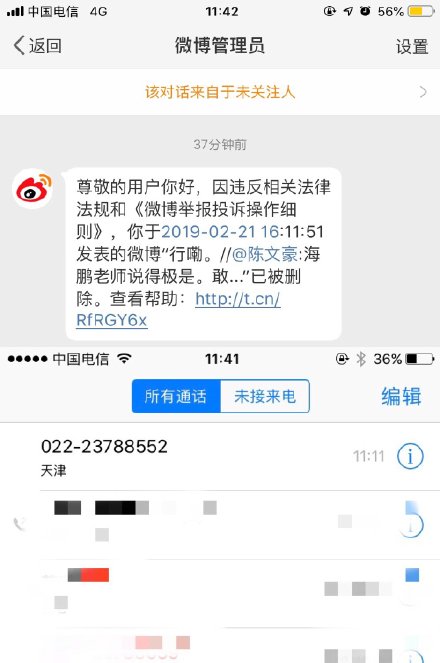 中国电信 4G 11:42 56%
返回 微博管理员 设置
该对话来自于未关注人
37分钟前
尊敬的用户你好，因违反相关法律
法规和《微博举报投诉操作细
则》，你于2019-02-21 16:11:51
发表的微博“行嘞。//@陈文豪:海
鹏老师说得极是。敢...”已被删
除。查看帮助：http://t.cn/
RfRGY6x
中国电信 11:41 36%
所有通话 未接来电 编辑
022-23788552 11:11
天津